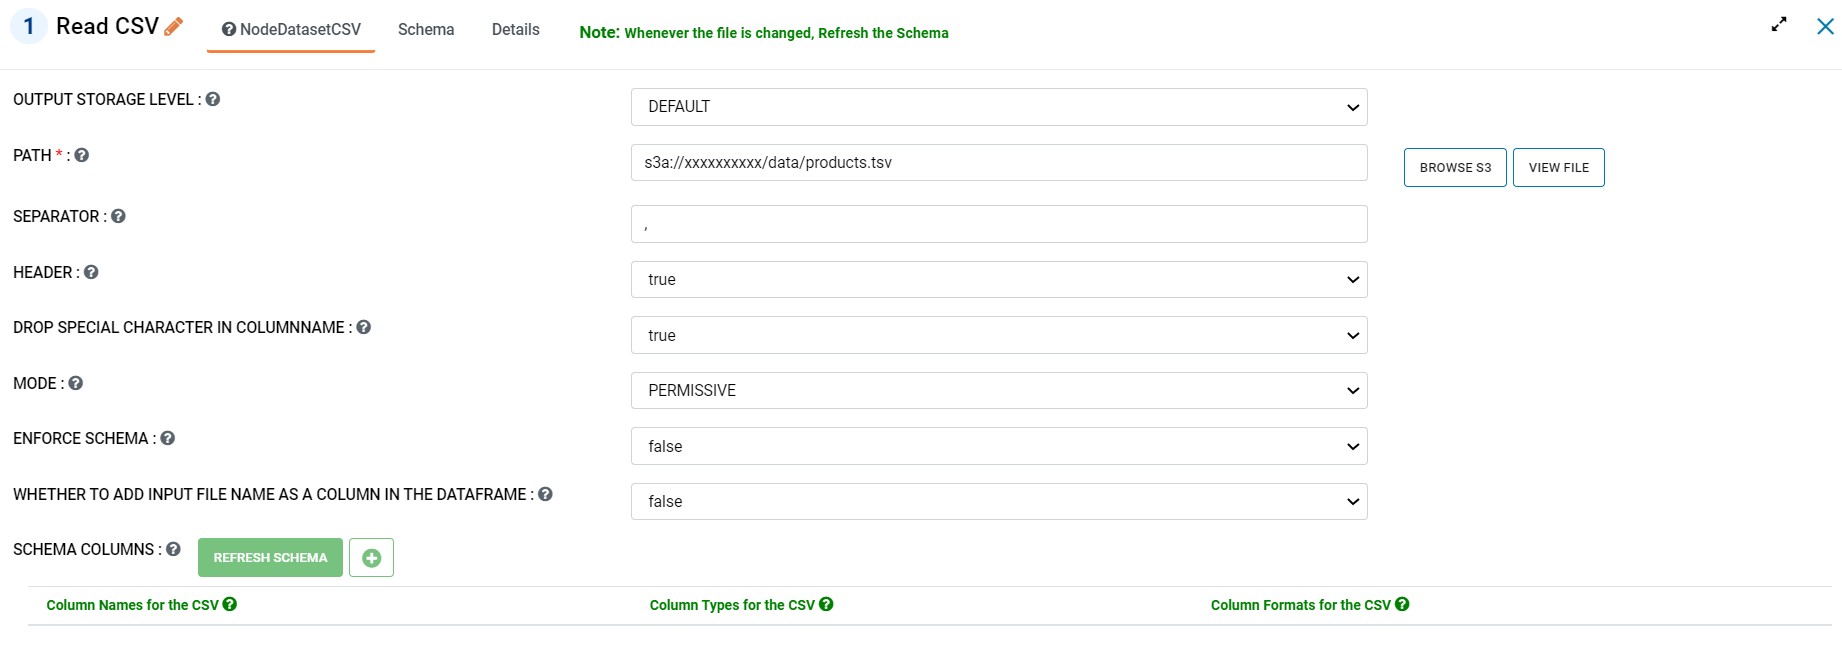 1 Read CSV NodeDatasetCSV Schema Details Note: Whenever the file is changed, Refresh the Schema
OUTPUT STORAGE LEVEL : DEFAULT
PATH * : s3a://xxxxxxxxxx/data/products.tsv BROWSE S3 VIEW FILE
SEPARATOR : ,
HEADER : true
DROP SPECIAL CHARACTER IN COLUMNNAME : true
MODE : PERMISSIVE
ENFORCE SCHEMA : false
WHETHER TO ADD INPUT FILE NAME AS A COLUMN IN THE DATAFRAME : false
SCHEMA COLUMNS : REFRESH SCHEMA
Column Names for the CSV Column Types for the CSV Column Formats for the CSV